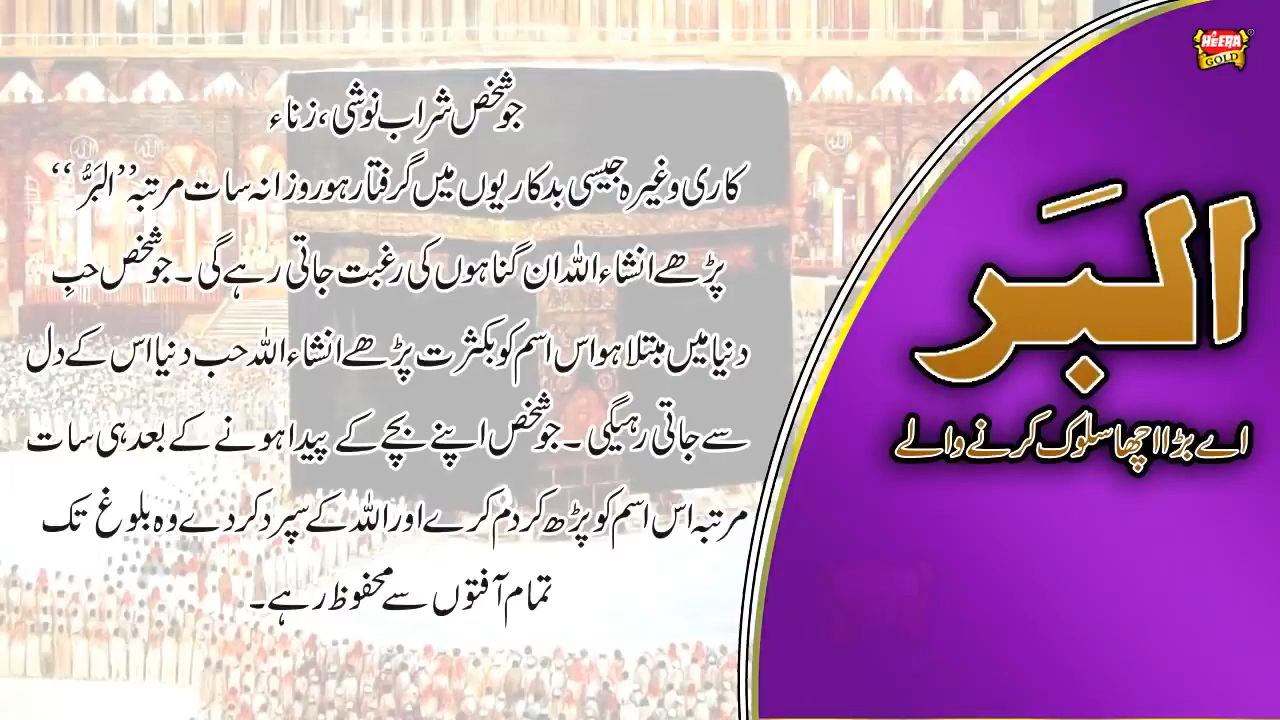 HEERA
GOLD
البَر
اے بڑا اچھا سلوک کرنے والے
جو شخص شراب نوشی، زناء
کاری وغیرہ جیسی بدکاریوں میں گرفتار ہو روزانہ سات مرتبہ ’’البَرُّ‘‘
پڑھے انشاء اللہ ان گناہوں کی رغبت جاتی رہے گی۔ جو شخص حبِ
دنیا میں مبتلا ہو اس اسم کو بکثرت پڑھے انشاء اللہ حب دنیا اس کے دل
سے جاتی رہیگی۔ جو شخص اپنے بچے کے پیدا ہونے کے بعد ہی سات
مرتبہ اس اسم کو پڑھ کر دم کرے اور اللہ کے سپرد کر دے وہ بلوغ تک
تمام آفتوں سے محفوظ رہے۔